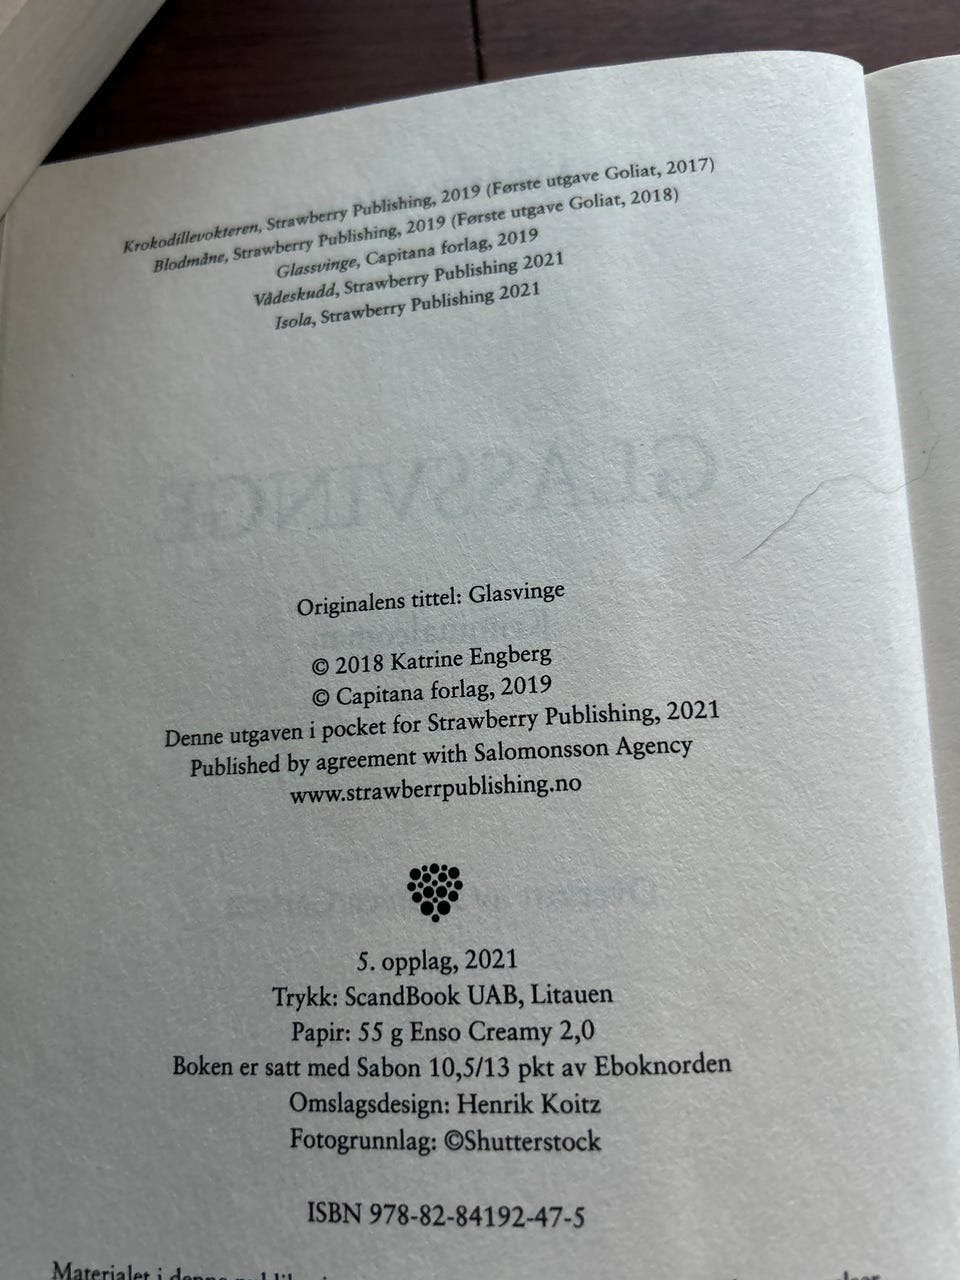 Krokodillevokteren, Strawberry Publishing, 2019 (Første utgave Goliat, 2017)
Blodmåne, Strawberry Publishing, 2019 (Første utgave Goliat, 2018)
Glassvinge, Capitana forlag, 2019
Vådeskudd, Strawberry Publishing 2021
Isola, Strawberry Publishing 2021
GLASSVINGE
Originalens tittel: Glasvinge
© 2018 Katrine Engberg
© Capitana forlag, 2019
Denne utgaven i pocket for Strawberry Publishing, 2021
Published by agreement with Salomonsson Agency
www.strawberrpublishing.no
5. opplag, 2021
Trykk: ScandBook UAB, Litauen
Papir: 55 g Enso Creamy 2,0
Boken er satt med Sabon 10,5/13 pkt av Eboknorden
Omslagsdesign: Henrik Koitz
Fotogrunnlag: ©Shutterstock
ISBN 978-82-84192-47-5
Materialet i denne